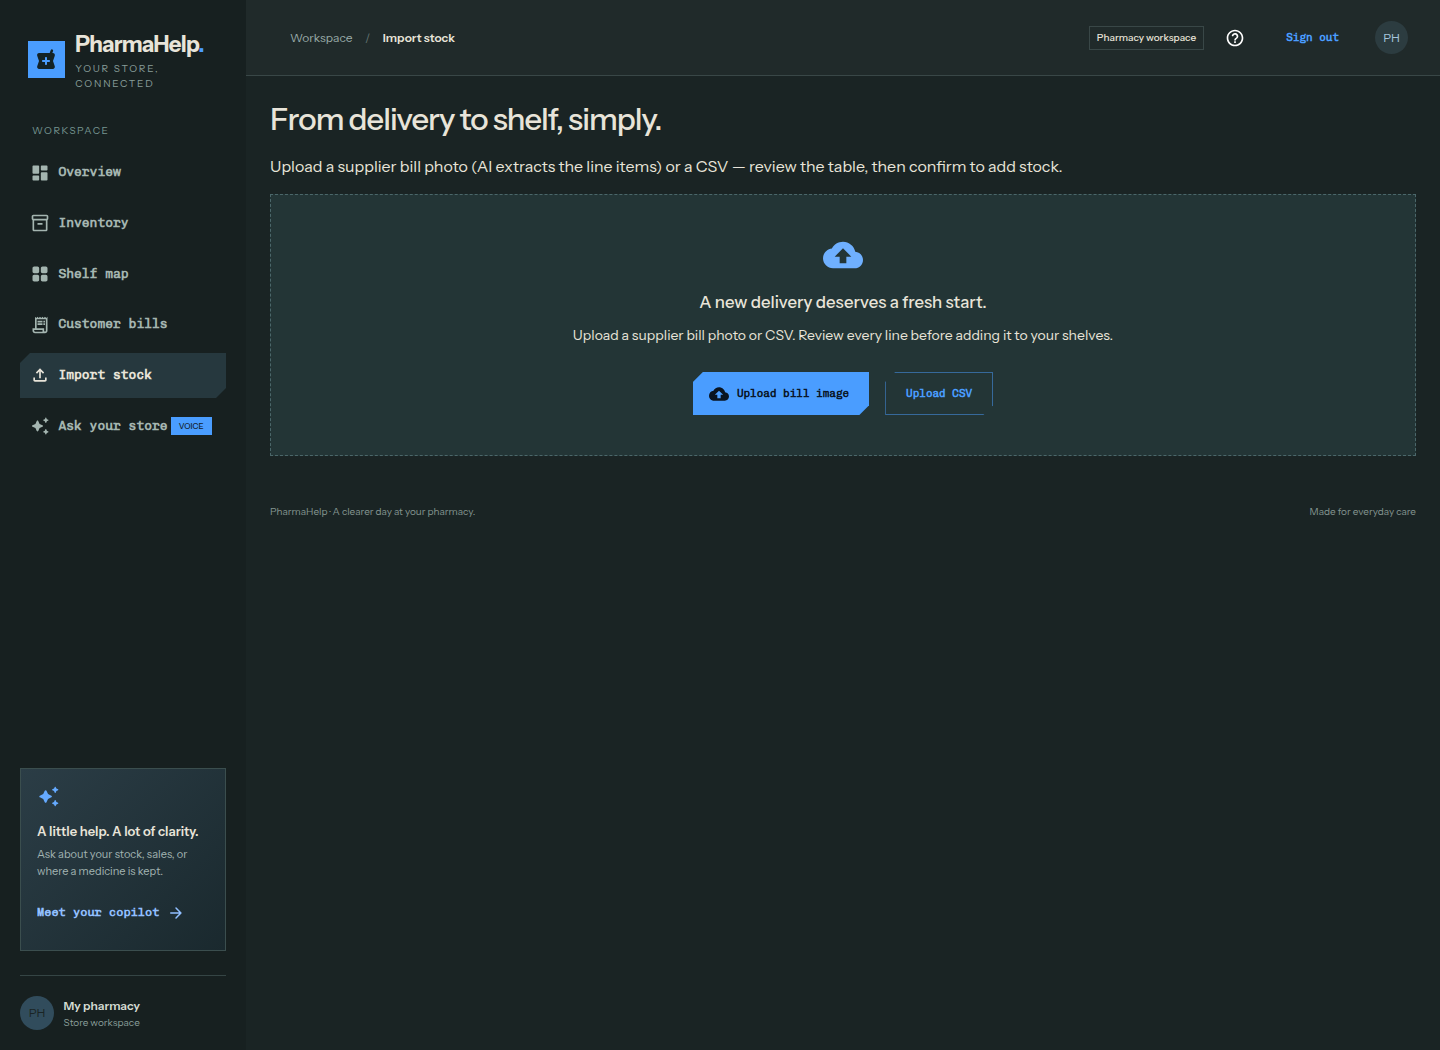 PharmaHelp.
YOUR STORE,
CONNECTED
WORKSPACE
Overview
Inventory
Shelf map
Customer bills
Import stock
Ask your store VOICE
A little help. A lot of clarity.
Ask about your stock, sales, or
where a medicine is kept.
Meet your copilot
PH
My pharmacy
Store workspace
Workspace / Import stock
Pharmacy workspace
Sign out
PH
From delivery to shelf, simply.
Upload a supplier bill photo (AI extracts the line items) or a CSV — review the table, then confirm to add stock.
A new delivery deserves a fresh start.
Upload a supplier bill photo or CSV. Review every line before adding it to your shelves.
Upload bill image
Upload CSV
PharmaHelp · A clearer day at your pharmacy.
Made for everyday care